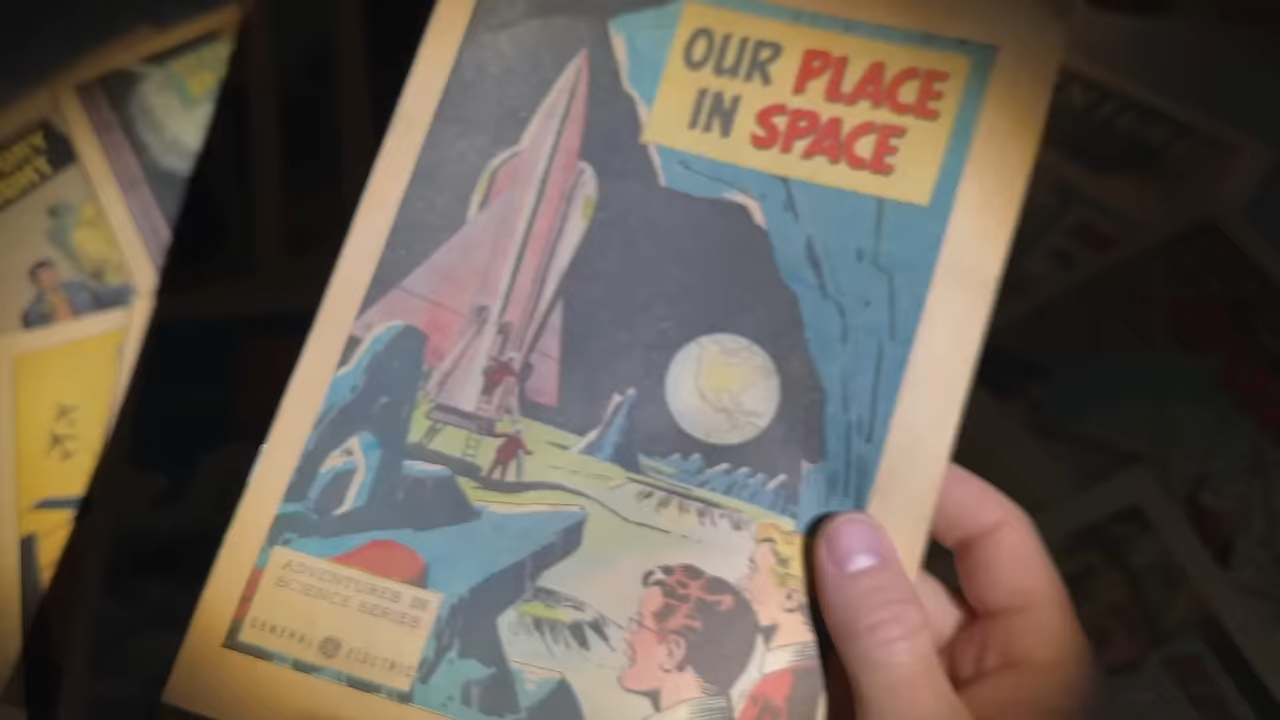 OUR PLACE
IN SPACE
ADVENTURES IN
SCIENCE SERIES
GENERAL ELECTRIC